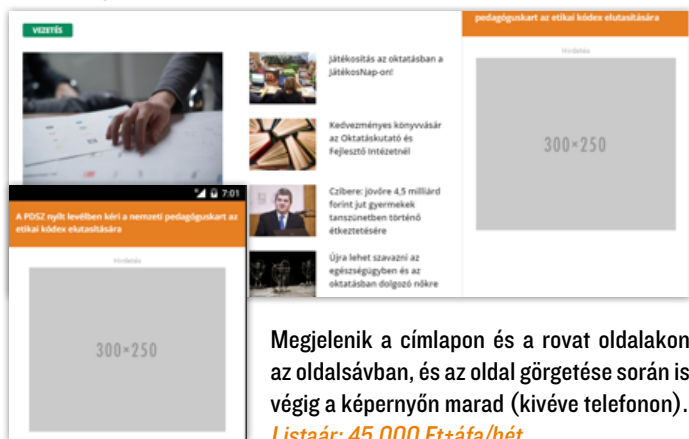 VEZETÉS
Játékosítás az oktatásban a
JátékosNap-on!
Kedvezményes könyvvásár
az Oktatáskutató és
Fejlesztő Intézetnél
Czibere: jövőre 4,5 milliárd
forint jut gyermekek
tanszünetben történő
étkeztetésére
Újra lehet szavazni az
egészségügyben és az
oktatásban dolgozó nőkre
pedagóguskart az etikai kódex elutasítására
Hirdetés
300×250
7:01
A PDSZ nyílt levélben kéri a nemzeti pedagóguskart az
etikai kódex elutasítására
Hirdetés
300×250
Megjelenik a címlapon és a rovat oldalakon
az oldalsávban, és az oldal görgetése során is
végig a képernyőn marad (kivéve telefonon).
Listaár: 45 000 Ft+áfa/hét